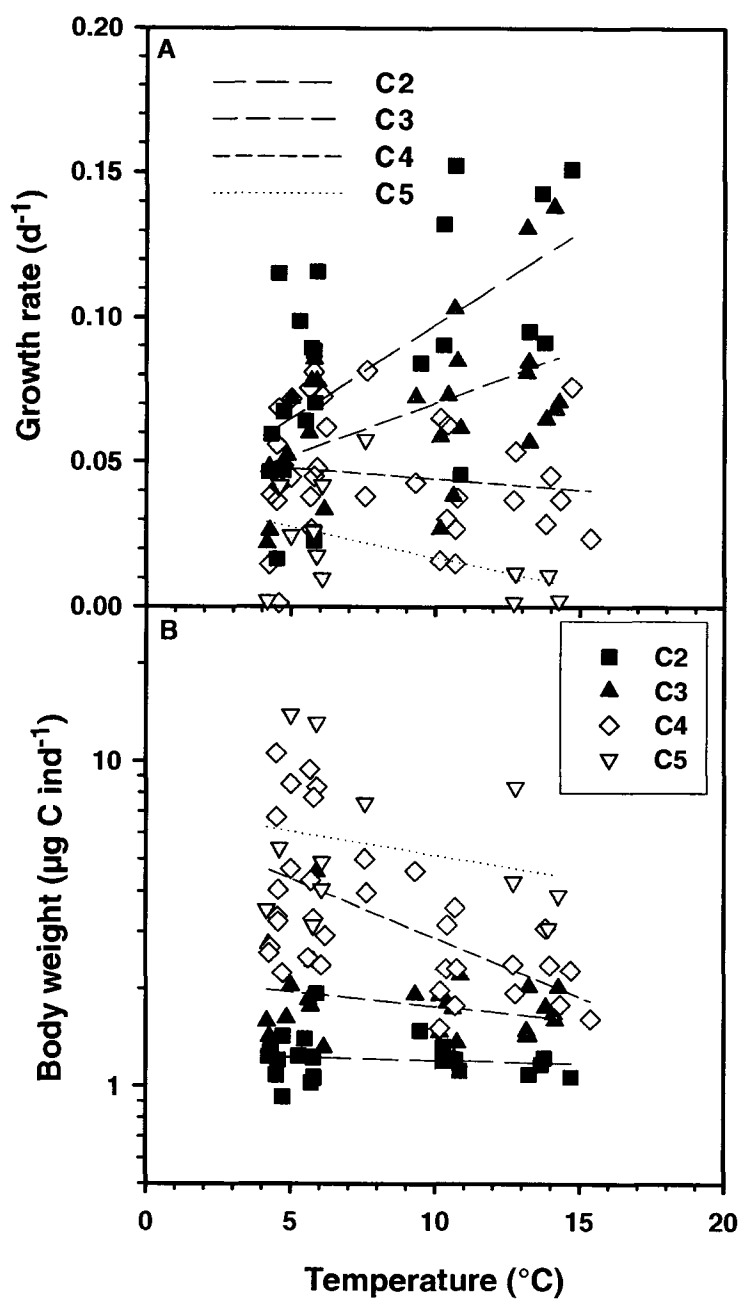 0.20
A
C2
C3
0.15
C4
C5
Growth rate (d⁻¹)
0.10
0.05
0.00
B
C2
C3
C4
C5
10
Body weight (µg C ind⁻¹)
1
0 5 10 15 20
Temperature (°C)